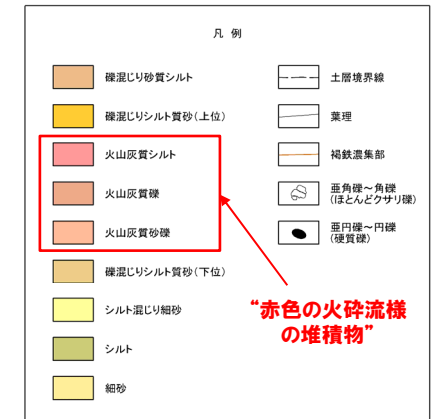 凡 例
礫混じり砂質シルト
礫混じりシルト質砂(上位)
火山灰質シルト
火山灰質礫
火山灰質砂礫
礫混じりシルト質砂(下位)
シルト混じり細砂
シルト
細砂
土層境界線
葉理
褐鉄濃集部
亜角礫～角礫
(ほとんどクサリ礫)
亜円礫～円礫
(硬質礫)
“赤色の火砕流様
の堆積物”